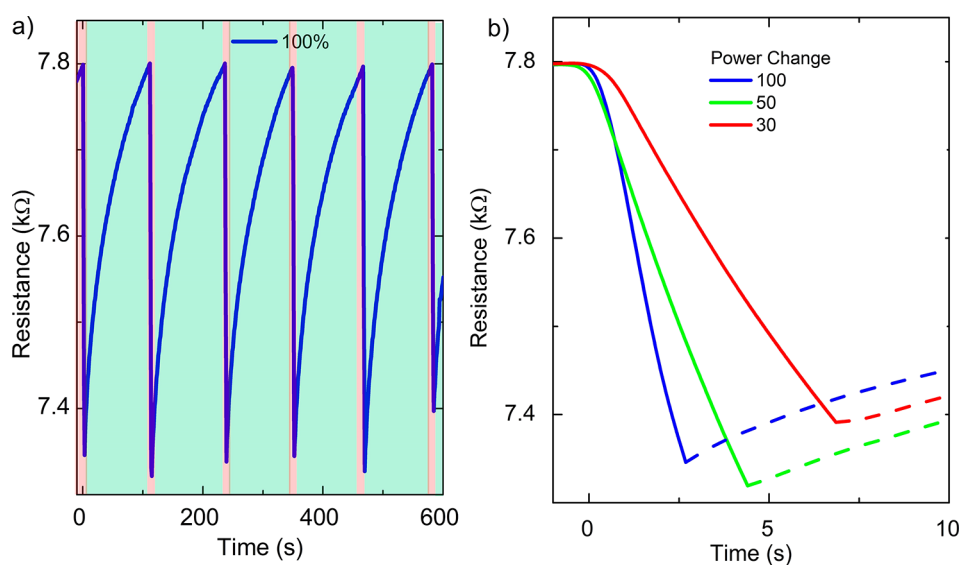 a)
100%
7.8
7.6
7.4
Resistance (kΩ)
0
200
400
600
Time (s)
b)
Power Change
100
50
30
7.8
7.6
7.4
Resistance (kΩ)
0
5
10
Time (s)